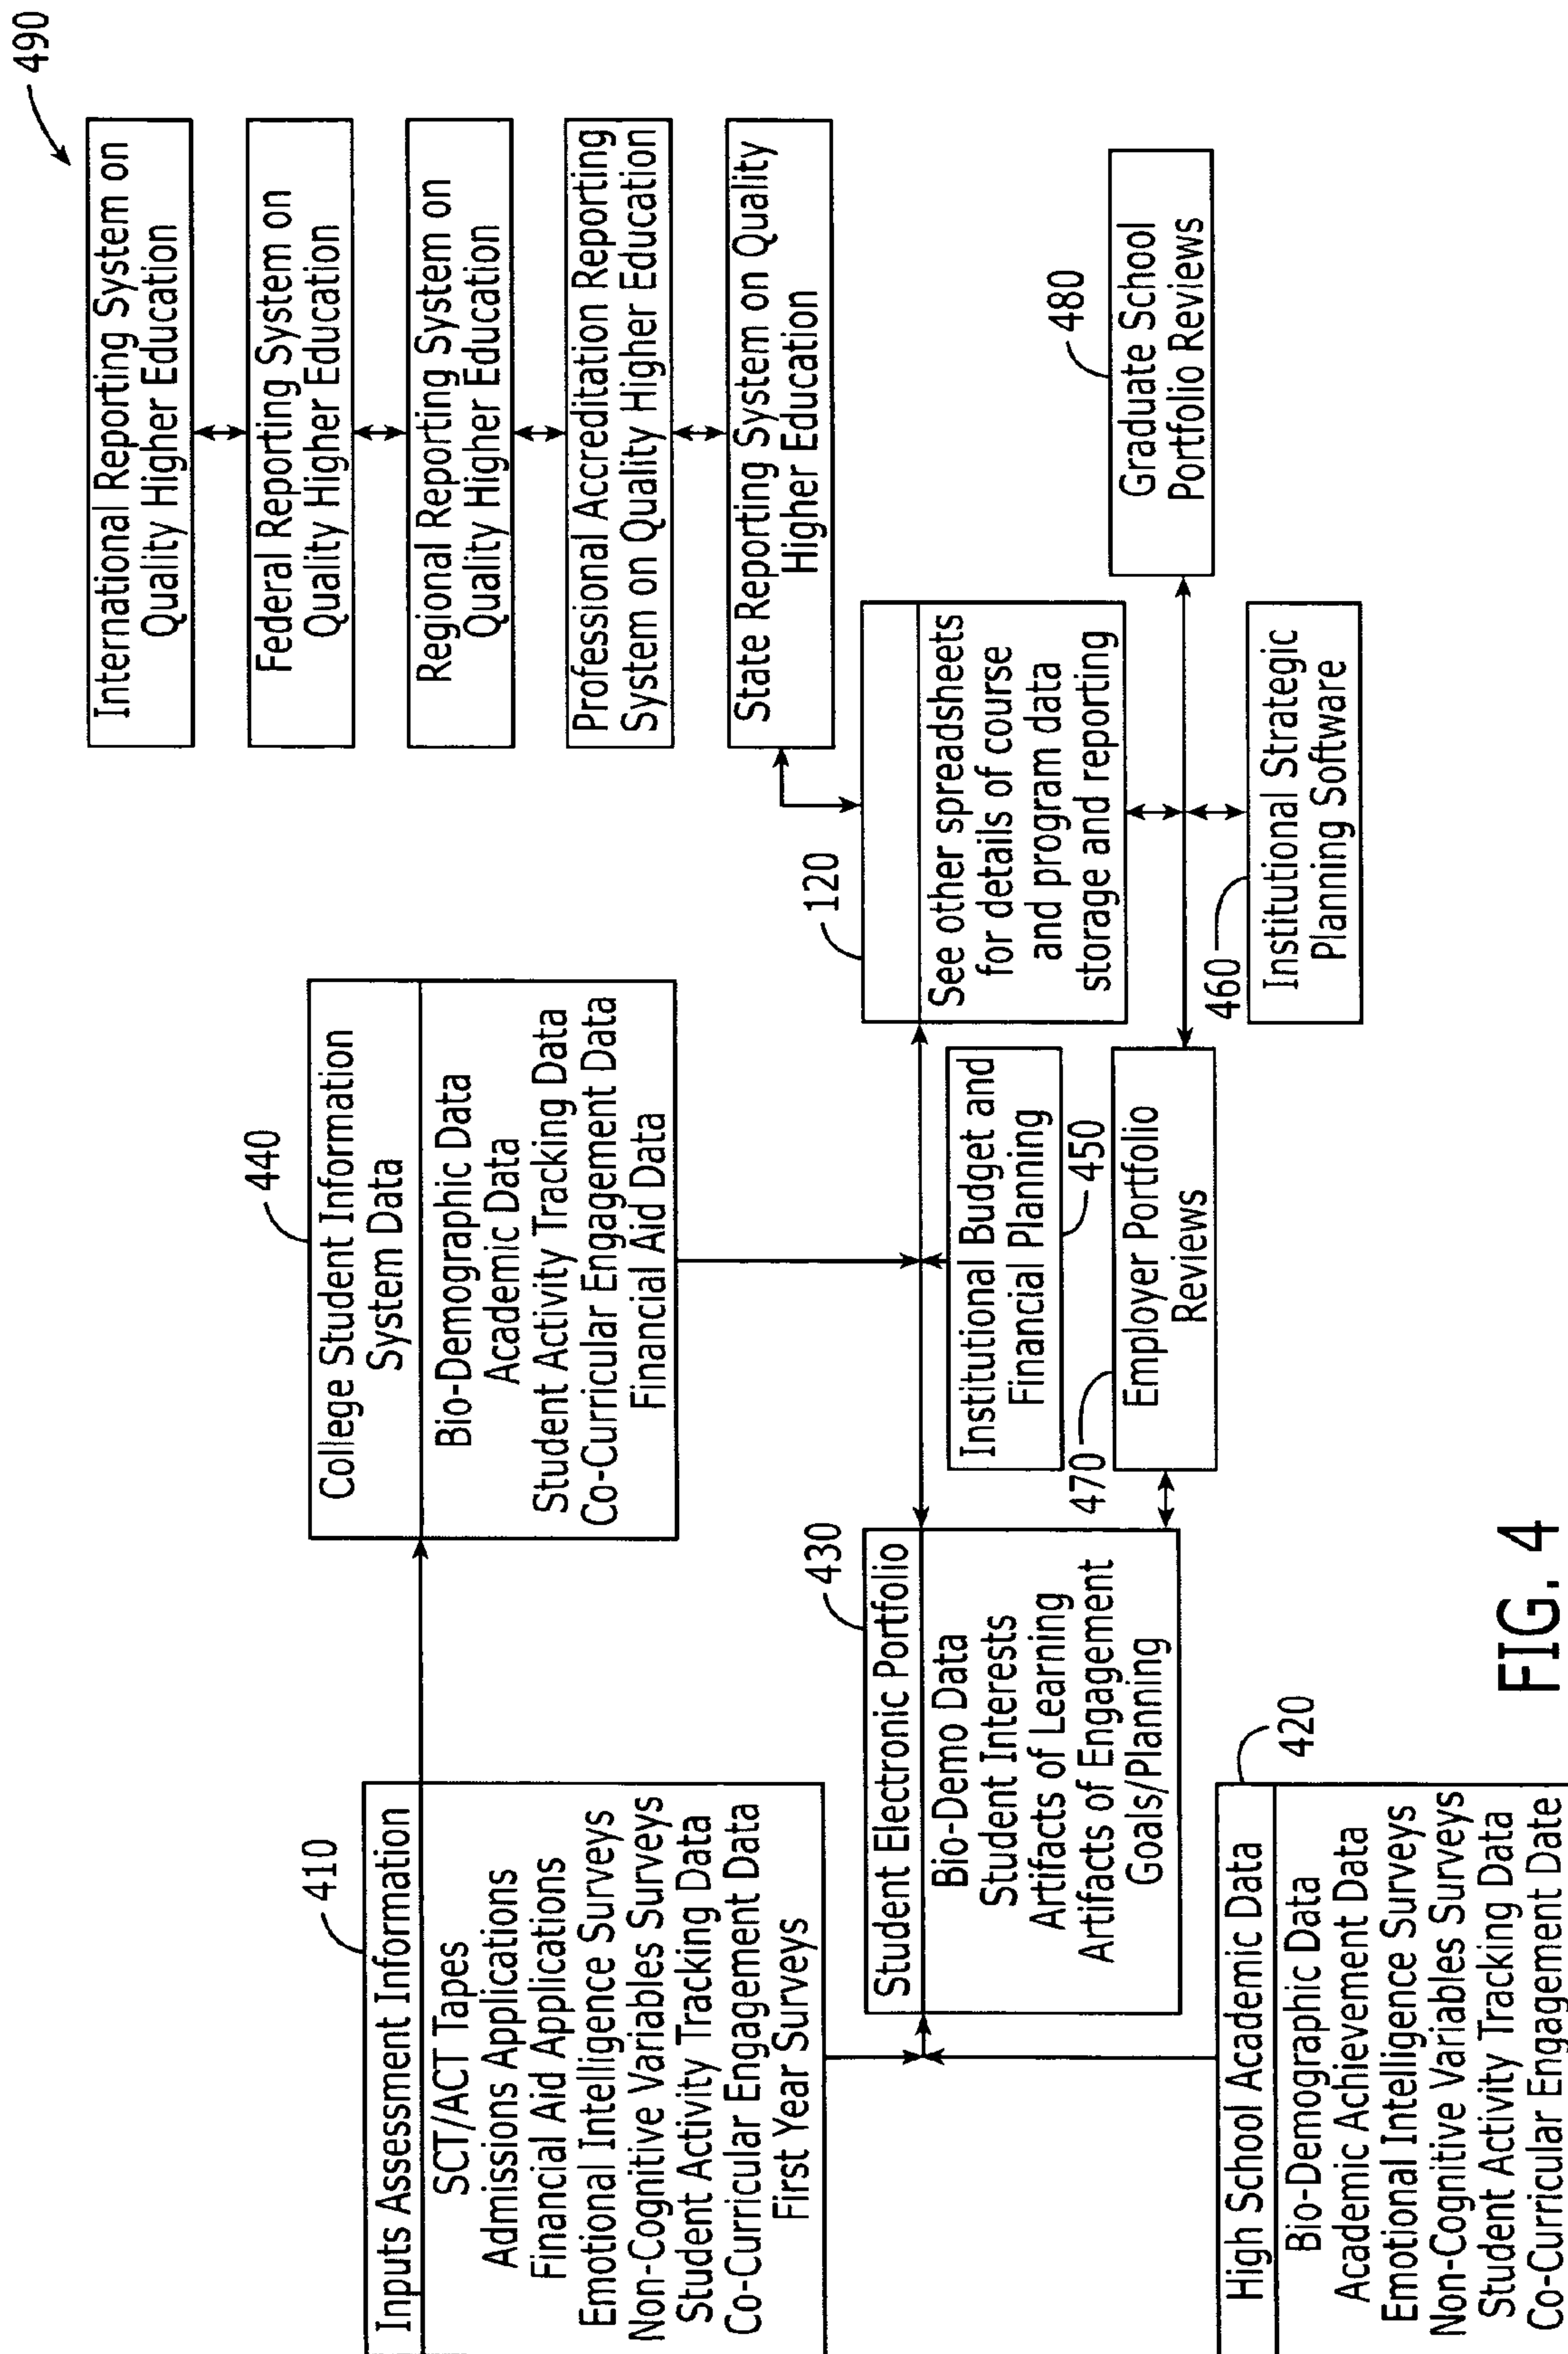 490
International Reporting System on
Quality Higher Education
Federal Reporting System on
Quality Higher Education
Regional Reporting System on
Quality Higher Education
Professional Accreditation Reporting
System on Quality Higher Education
State Reporting System on Quality
Higher Education
440
College Student Information
System Data
Bio-Demographic Data
Academic Data
Student Activity Tracking Data
Co-Curricular Engagement Data
Financial Aid Data
410
Inputs Assessment Information
SCT/ACT Tapes
Admissions Applications
Financial Aid Applications
Emotional Intelligence Surveys
Non-Cognitive Variables Surveys
Student Activity Tracking Data
Co-Curricular Engagement Data
First Year Surveys
430
Student Electronic Portfolio
Bio-Demo Data
Student Interests
Artifacts of Learning
Artifacts of Engagement
Goals/Planning
120
See other spreadsheets
for details of course
and program data
storage and reporting
Institutional Budget and
Financial Planning
450
470
Employer Portfolio
Reviews
480
Graduate School
Portfolio Reviews
460
Institutional Strategic
Planning Software
420
High School Academic Data
Bio-Demographic Data
Academic Achievement Data
Emotional Intelligence Surveys
Non-Cognitive Variables Surveys
Student Activity Tracking Data
Co-Curricular Engagement Date
FIG. 4